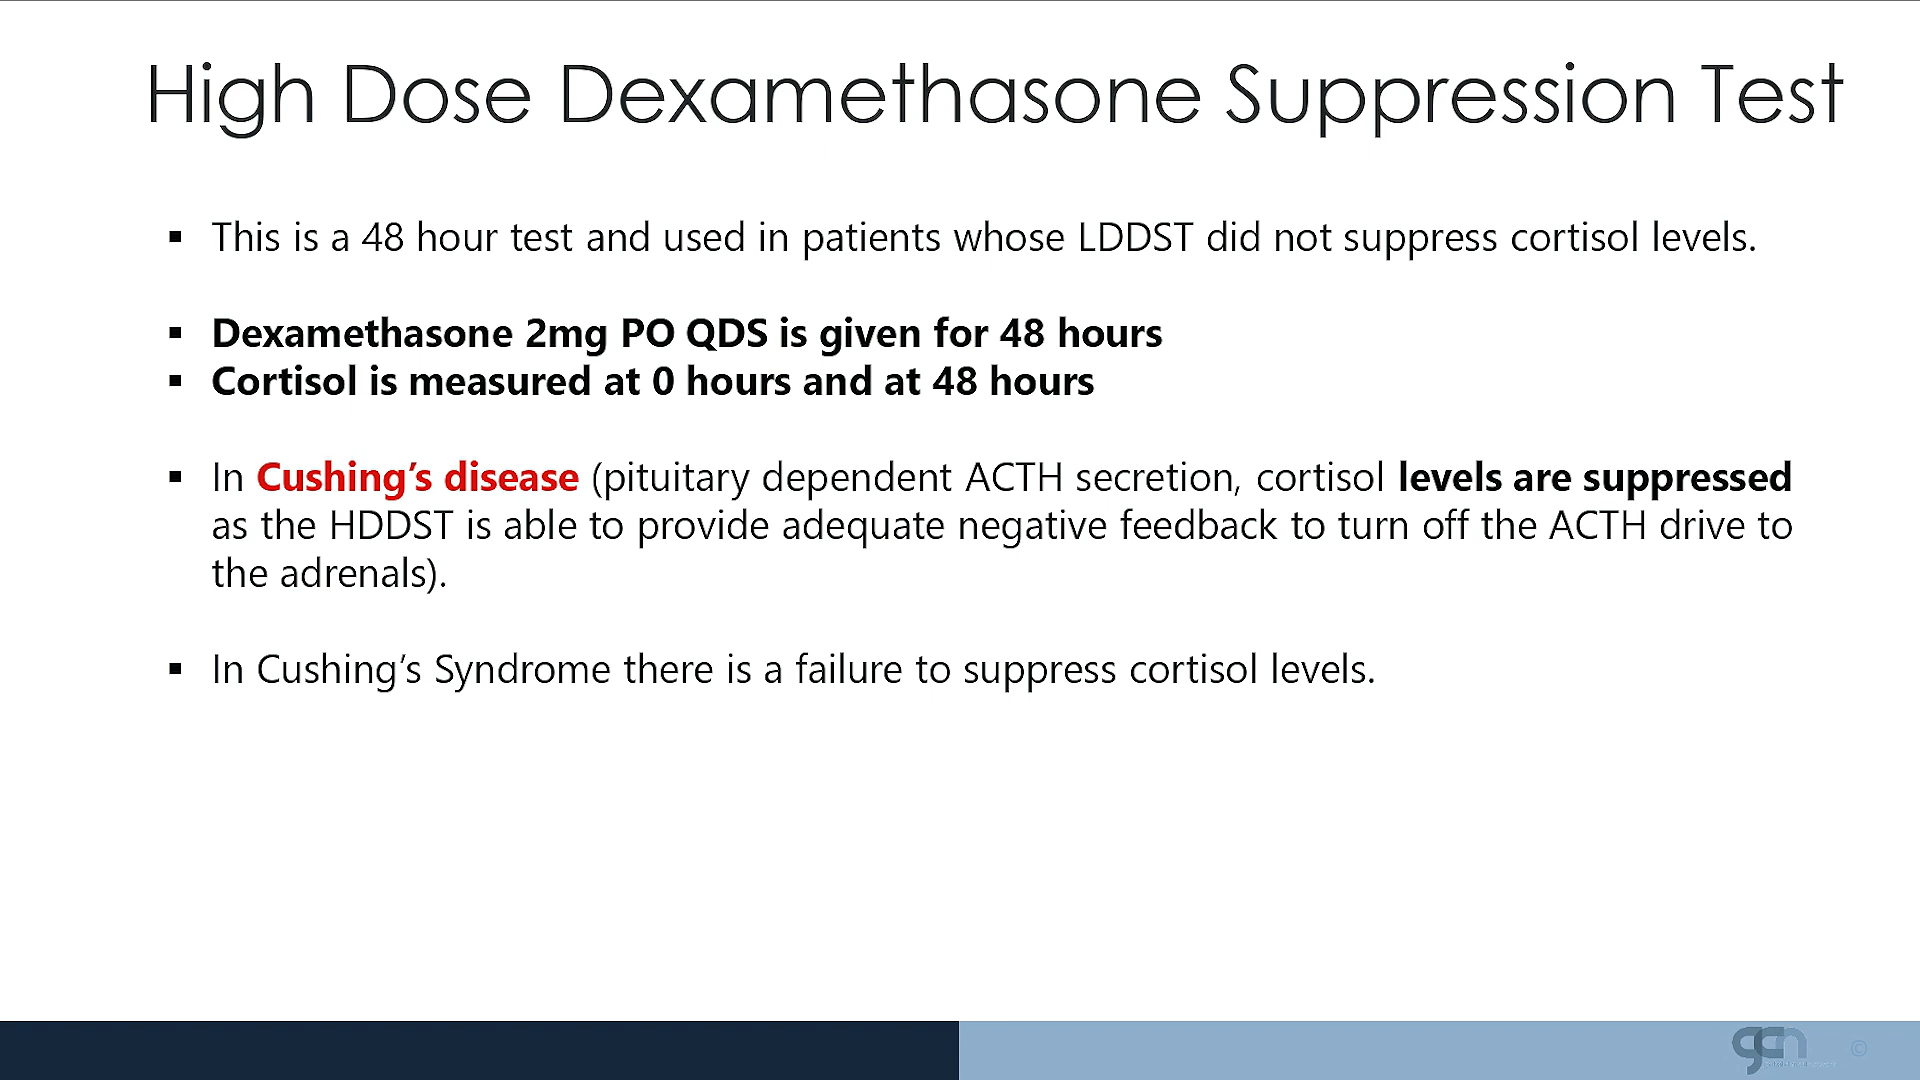 High Dose Dexamethasone Suppression Test
▪ This is a 48 hour test and used in patients whose LDDST did not suppress cortisol levels.
▪ Dexamethasone 2mg PO QDS is given for 48 hours
▪ Cortisol is measured at 0 hours and at 48 hours
▪ In Cushing’s disease (pituitary dependent ACTH secretion, cortisol levels are suppressed
as the HDDST is able to provide adequate negative feedback to turn off the ACTH drive to
the adrenals).
▪ In Cushing’s Syndrome there is a failure to suppress cortisol levels.
©